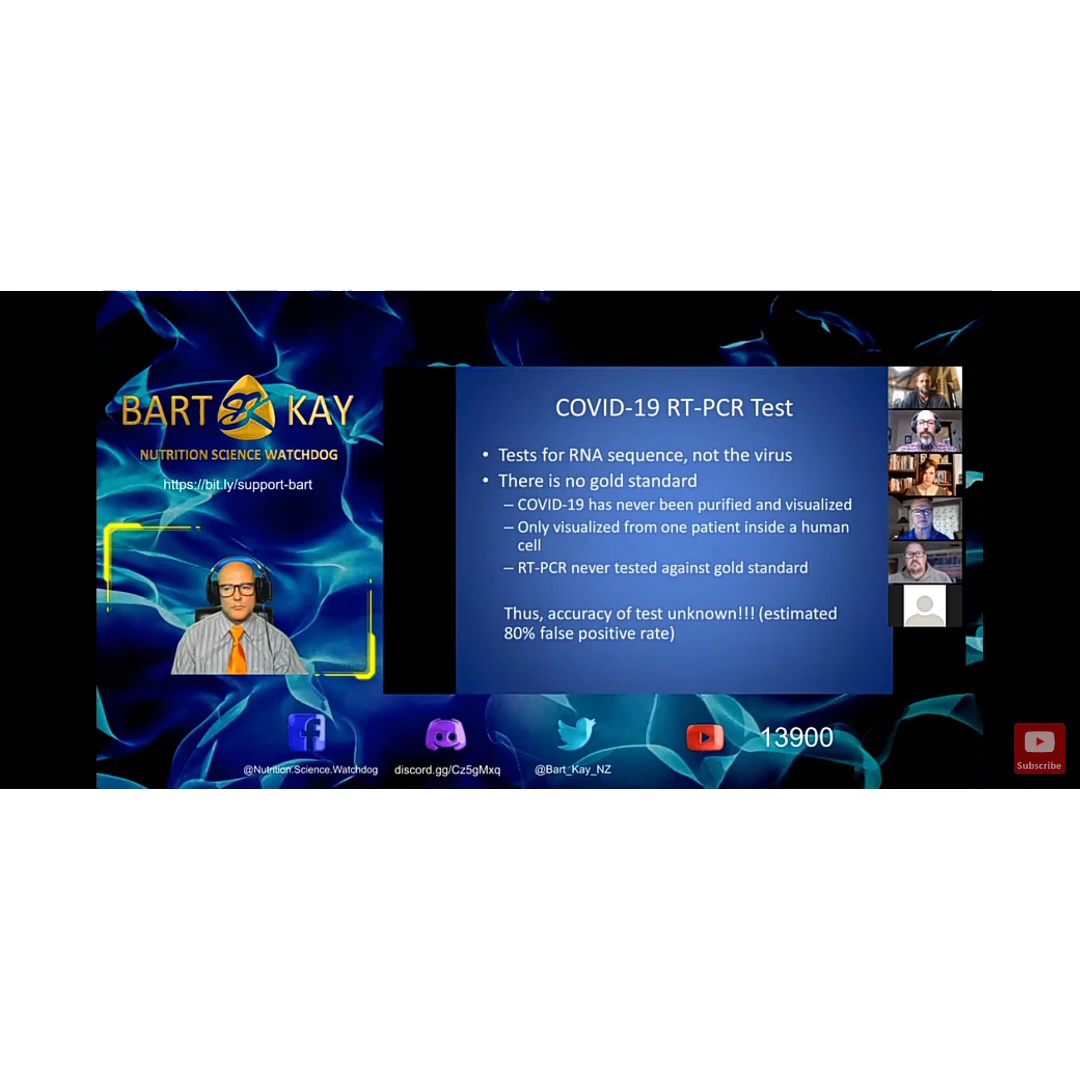 BART KAY
NUTRITION SCIENCE WATCHDOG
https://bit.ly/support-bart
COVID-19 RT-PCR Test
• Tests for RNA sequence, not the virus
• There is no gold standard
– COVID-19 has never been purified and visualized
– Only visualized from one patient inside a human
cell
– RT-PCR never tested against gold standard
Thus, accuracy of test unknown!!! (estimated
80% false positive rate)
13900
@Nutrition.Science.Watchdog
discord.gg/Cz5gMxq
@Bart_Kay_NZ
Subscribe